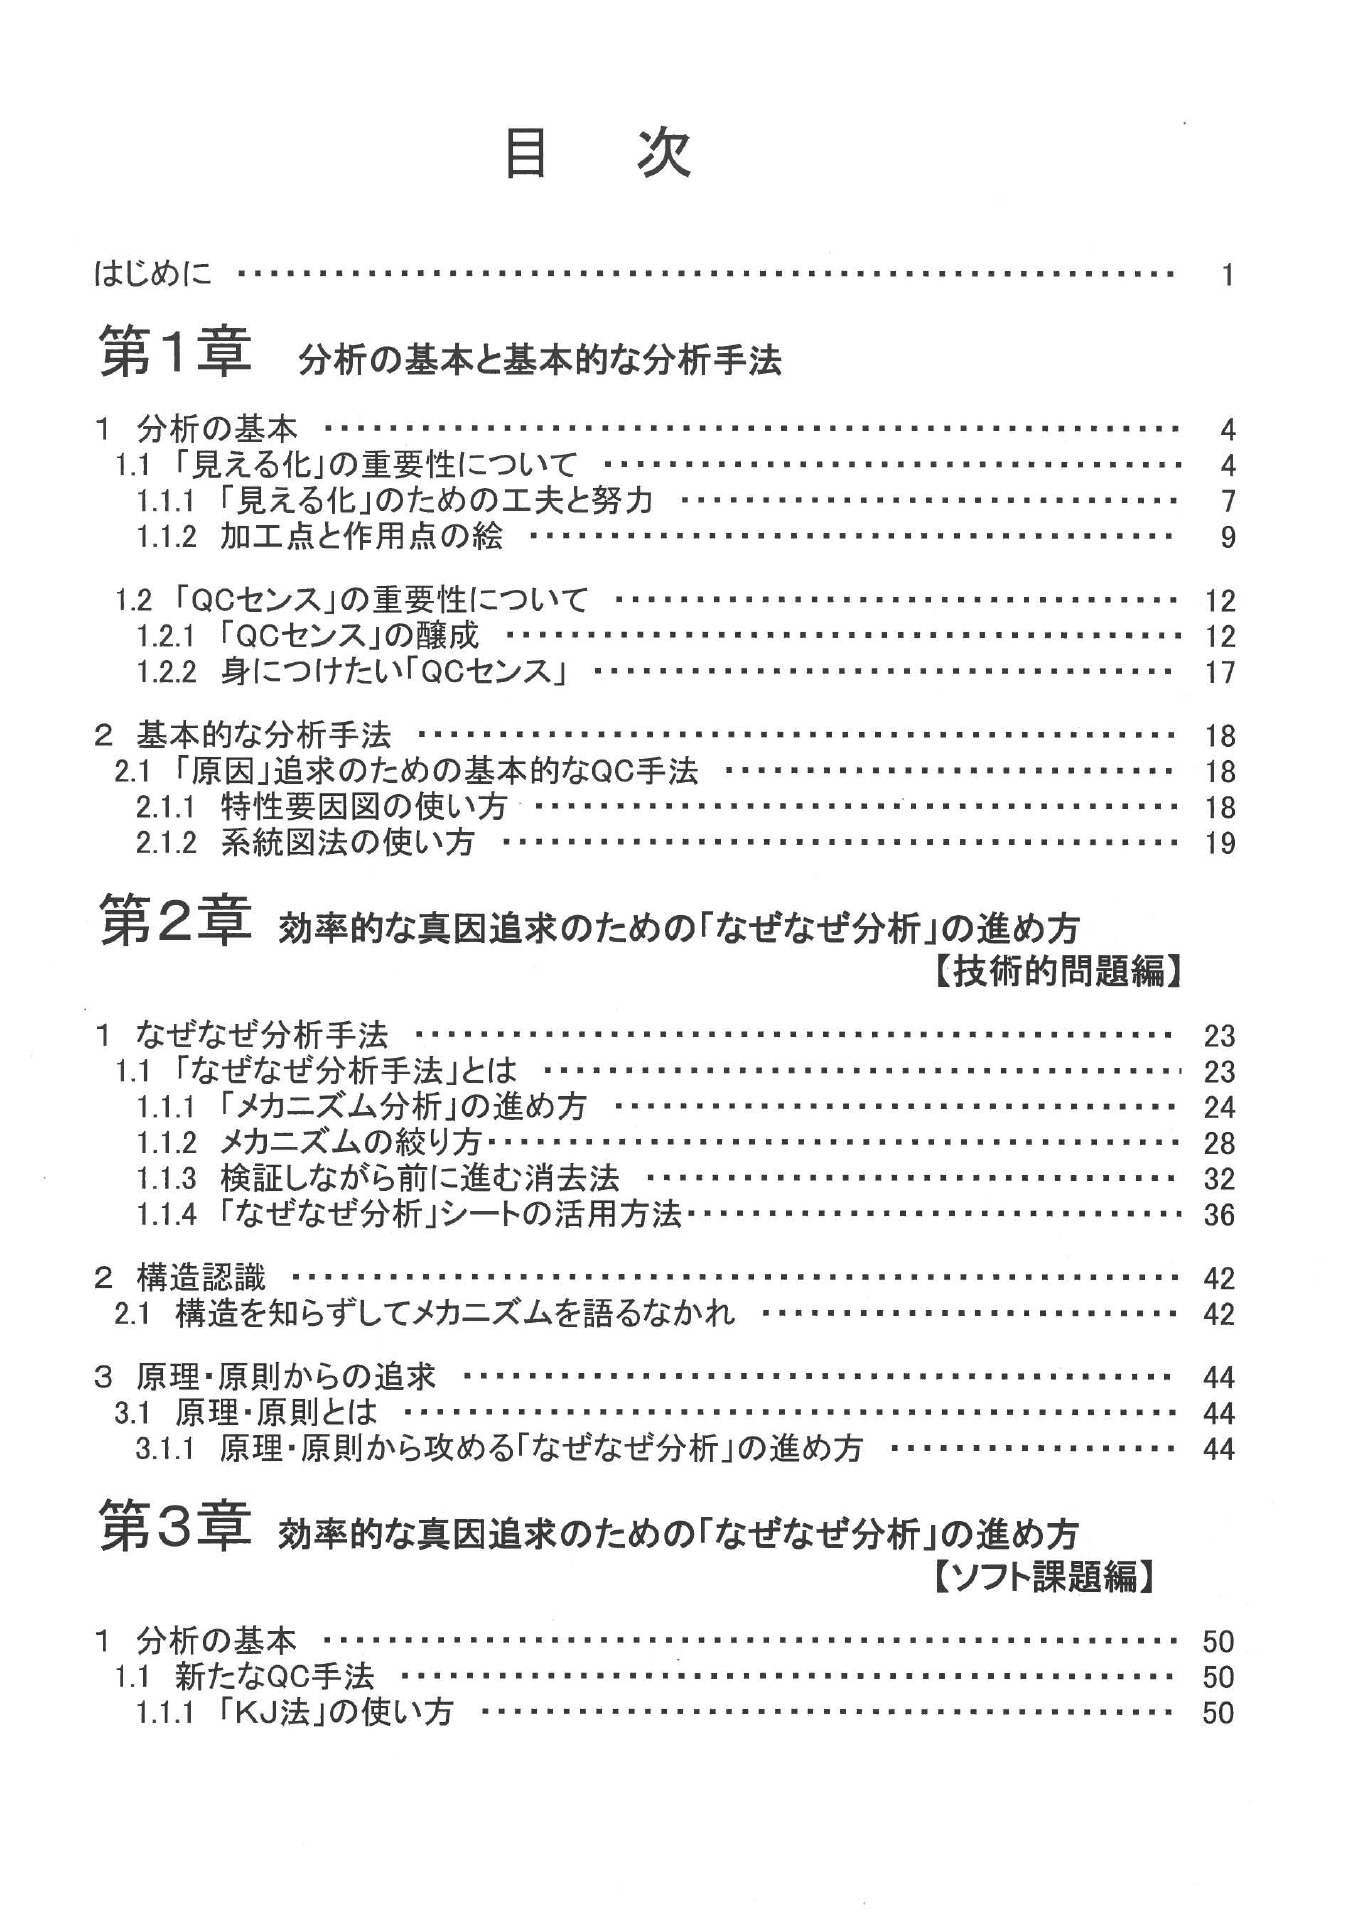 目 次
はじめに ・・・・・・・・・・・・・・・・・・・・・・・・・・・・・・ 1
第1章 分析の基本と基本的な分析手法
1 分析の基本 ・・・・・・・・・・・・・・・・・・・・・・・・・・・・・・ 4
1.1 「見える化」の重要性について ・・・・・・・・・・・・・・・・・・・・ 4
1.1.1 「見える化」のための工夫と努力 ・・・・・・・・・・・・・・・・・・ 7
1.1.2 加工点と作用点の絵 ・・・・・・・・・・・・・・・・・・・・・・ 9
1.2 「QCセンス」の重要性について ・・・・・・・・・・・・・・・・・・・・ 12
1.2.1 「QCセンス」の醸成 ・・・・・・・・・・・・・・・・・・・・・・ 12
1.2.2 身につけたい「QCセンス」 ・・・・・・・・・・・・・・・・・・・・ 17
2 基本的な分析手法 ・・・・・・・・・・・・・・・・・・・・・・・・・・ 18
2.1 「原因」追求のための基本的なQC手法 ・・・・・・・・・・・・・・・・ 18
2.1.1 特性要因図の使い方 ・・・・・・・・・・・・・・・・・・・・・・ 18
2.1.2 系統図法の使い方 ・・・・・・・・・・・・・・・・・・・・・・・ 19
第2章 効率的な真因追求のための「なぜなぜ分析」の進め方
【技術的問題編】
1 なぜなぜ分析手法 ・・・・・・・・・・・・・・・・・・・・・・・・・・ 23
1.1 「なぜなぜ分析手法」とは ・・・・・・・・・・・・・・・・・・・・・・ 23
1.1.1 「メカニズム分析」の進め方 ・・・・・・・・・・・・・・・・・・・・ 24
1.1.2 メカニズムの絞り方・・・・・・・・・・・・・・・・・・・・・・・・ 28
1.1.3 検証しながら前に進む消去法 ・・・・・・・・・・・・・・・・・・・ 32
1.1.4 「なぜなぜ分析」シートの活用方法・・・・・・・・・・・・・・・・・・ 36
2 構造認識 ・・・・・・・・・・・・・・・・・・・・・・・・・・・・・・ 42
2.1 構造を知らずしてメカニズムを語るなかれ ・・・・・・・・・・・・・・・ 42
3 原理・原則からの追求 ・・・・・・・・・・・・・・・・・・・・・・・・ 44
3.1 原理・原則とは ・・・・・・・・・・・・・・・・・・・・・・・・・・ 44
3.1.1 原理・原則から攻める「なぜなぜ分析」の進め方 ・・・・・・・・・・・ 44
第3章 効率的な真因追求のための「なぜなぜ分析」の進め方
【ソフト課題編】
1 分析の基本 ・・・・・・・・・・・・・・・・・・・・・・・・・・・・・・ 50
1.1 新たなQC手法 ・・・・・・・・・・・・・・・・・・・・・・・・・・・ 50
1.1.1 「KJ法」の使い方 ・・・・・・・・・・・・・・・・・・・・・・・・ 50